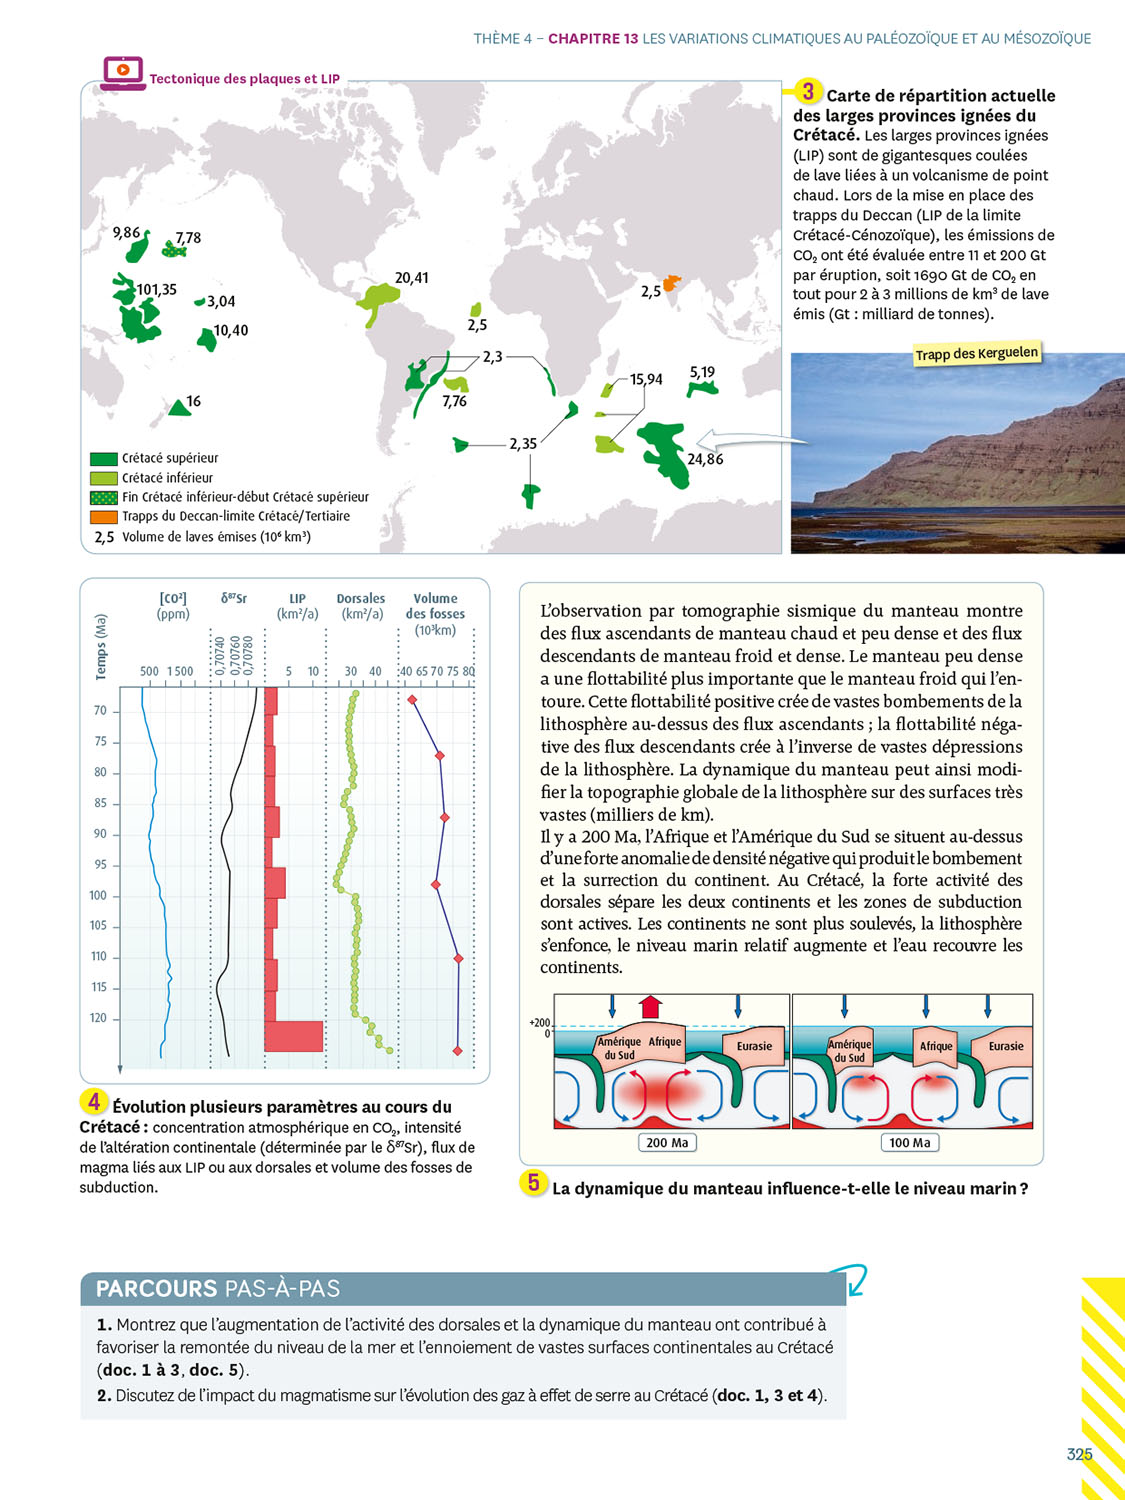 THÈME 4 – CHAPITRE 13 LES VARIATIONS CLIMATIQUES AU PALÉOZOÏQUE ET AU MÉSOZOÏQUE
Tectonique des plaques et LIP
9,86
7,78
101,35
3,04
10,40
16
20,41
2,5
2,3
7,76
2,35
2,5
15,94
5,19
24,86
Crétacé supérieur
Crétacé inférieur
Fin Crétacé inférieur-début Crétacé supérieur
Trapps du Deccan-limite Crétacé/Tertiaire
2,5 Volume de laves émises (10⁶ km³)
3 Carte de répartition actuelle
des larges provinces ignées du
Crétacé. Les larges provinces ignées
(LIP) sont de gigantesques coulées
de lave liées à un volcanisme de point
chaud. Lors de la mise en place des
trapps du Deccan (LIP de la limite
Crétacé-Cénozoïque), les émissions de
CO₂ ont été évaluée entre 11 et 200 Gt
par éruption, soit 1690 Gt de CO₂ en
tout pour 2 à 3 millions de km³ de lave
émis (Gt : milliard de tonnes).
Trapp des Kerguelen
Temps (Ma)
[CO²]
(ppm)
500 1 500
δ⁸⁷Sr
0,70740
0,70760
0,70780
LIP
(km²/a)
5 10
Dorsales
(km²/a)
30 40
Volume
des fosses
(10³km)
40 65 70 75 80
70
75
80
85
90
95
100
105
110
115
120
4 Évolution plusieurs paramètres au cours du
Crétacé : concentration atmosphérique en CO₂, intensité
de l'altération continentale (déterminée par le δ⁸⁷Sr), flux de
magma liés aux LIP ou aux dorsales et volume des fosses de
subduction.
L'observation par tomographie sismique du manteau montre
des flux ascendants de manteau chaud et peu dense et des flux
descendants de manteau froid et dense. Le manteau peu dense
a une flottabilité plus importante que le manteau froid qui l'en-
toure. Cette flottabilité positive crée de vastes bombements de la
lithosphère au-dessus des flux ascendants ; la flottabilité néga-
tive des flux descendants crée à l'inverse de vastes dépressions
de la lithosphère. La dynamique du manteau peut ainsi modi-
fier la topographie globale de la lithosphère sur des surfaces très
vastes (milliers de km).
Il y a 200 Ma, l'Afrique et l'Amérique du Sud se situent au-dessus
d'une forte anomalie de densité négative qui produit le bombement
et la surrection du continent. Au Crétacé, la forte activité des
dorsales sépare les deux continents et les zones de subduction
sont actives. Les continents ne sont plus soulevés, la lithosphère
s'enfonce, le niveau marin relatif augmente et l'eau recouvre les
continents.
+200
0
Amérique
du Sud
Afrique
Eurasie
200 Ma
Amérique
du Sud
Afrique
Eurasie
100 Ma
5 La dynamique du manteau influence-t-elle le niveau marin ?
PARCOURS PAS-À-PAS
1. Montrez que l'augmentation de l'activité des dorsales et la dynamique du manteau ont contribué à
favoriser la remontée du niveau de la mer et l'ennoiement de vastes surfaces continentales au Crétacé
(doc. 1 à 3, doc. 5).
2. Discutez de l'impact du magmatisme sur l'évolution des gaz à effet de serre au Crétacé (doc. 1, 3 et 4).
325